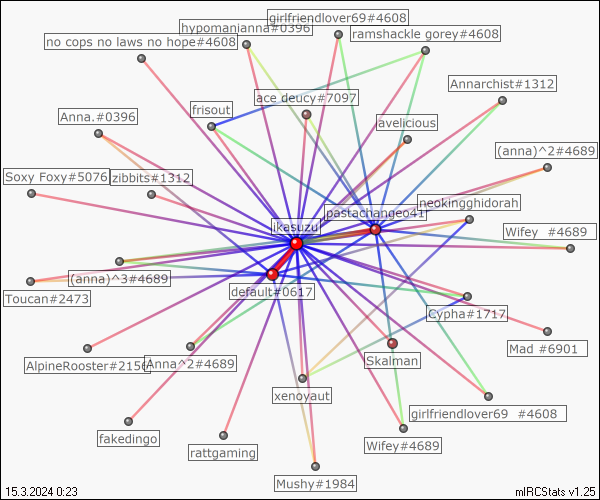 girlfriendlover69#4608
hypomanianna#0396
ramshackle gorey#4608
no cops no laws no hope#4608
Annarchist#1312
ace deucy#7097
frisout
Anna.#0396
lavelicious
(anna)^2#4689
Soxy Foxy#5076
zibbits#1312
neokingghidorah
pastachangeo41
ikasuzu
Wifey #4689
(anna)^3#4689
default#0617
Toucan#2473
Cypha#1717
Mad #6901
AlpineRooster#2156
Anna^2#4689
Skalman
xenoyaut
girlfriendlover69 #4608
fakedingo
Wifey#4689
rattgaming
Mushy#1984
15.3.2024 0:23
mIRCStats v1.25